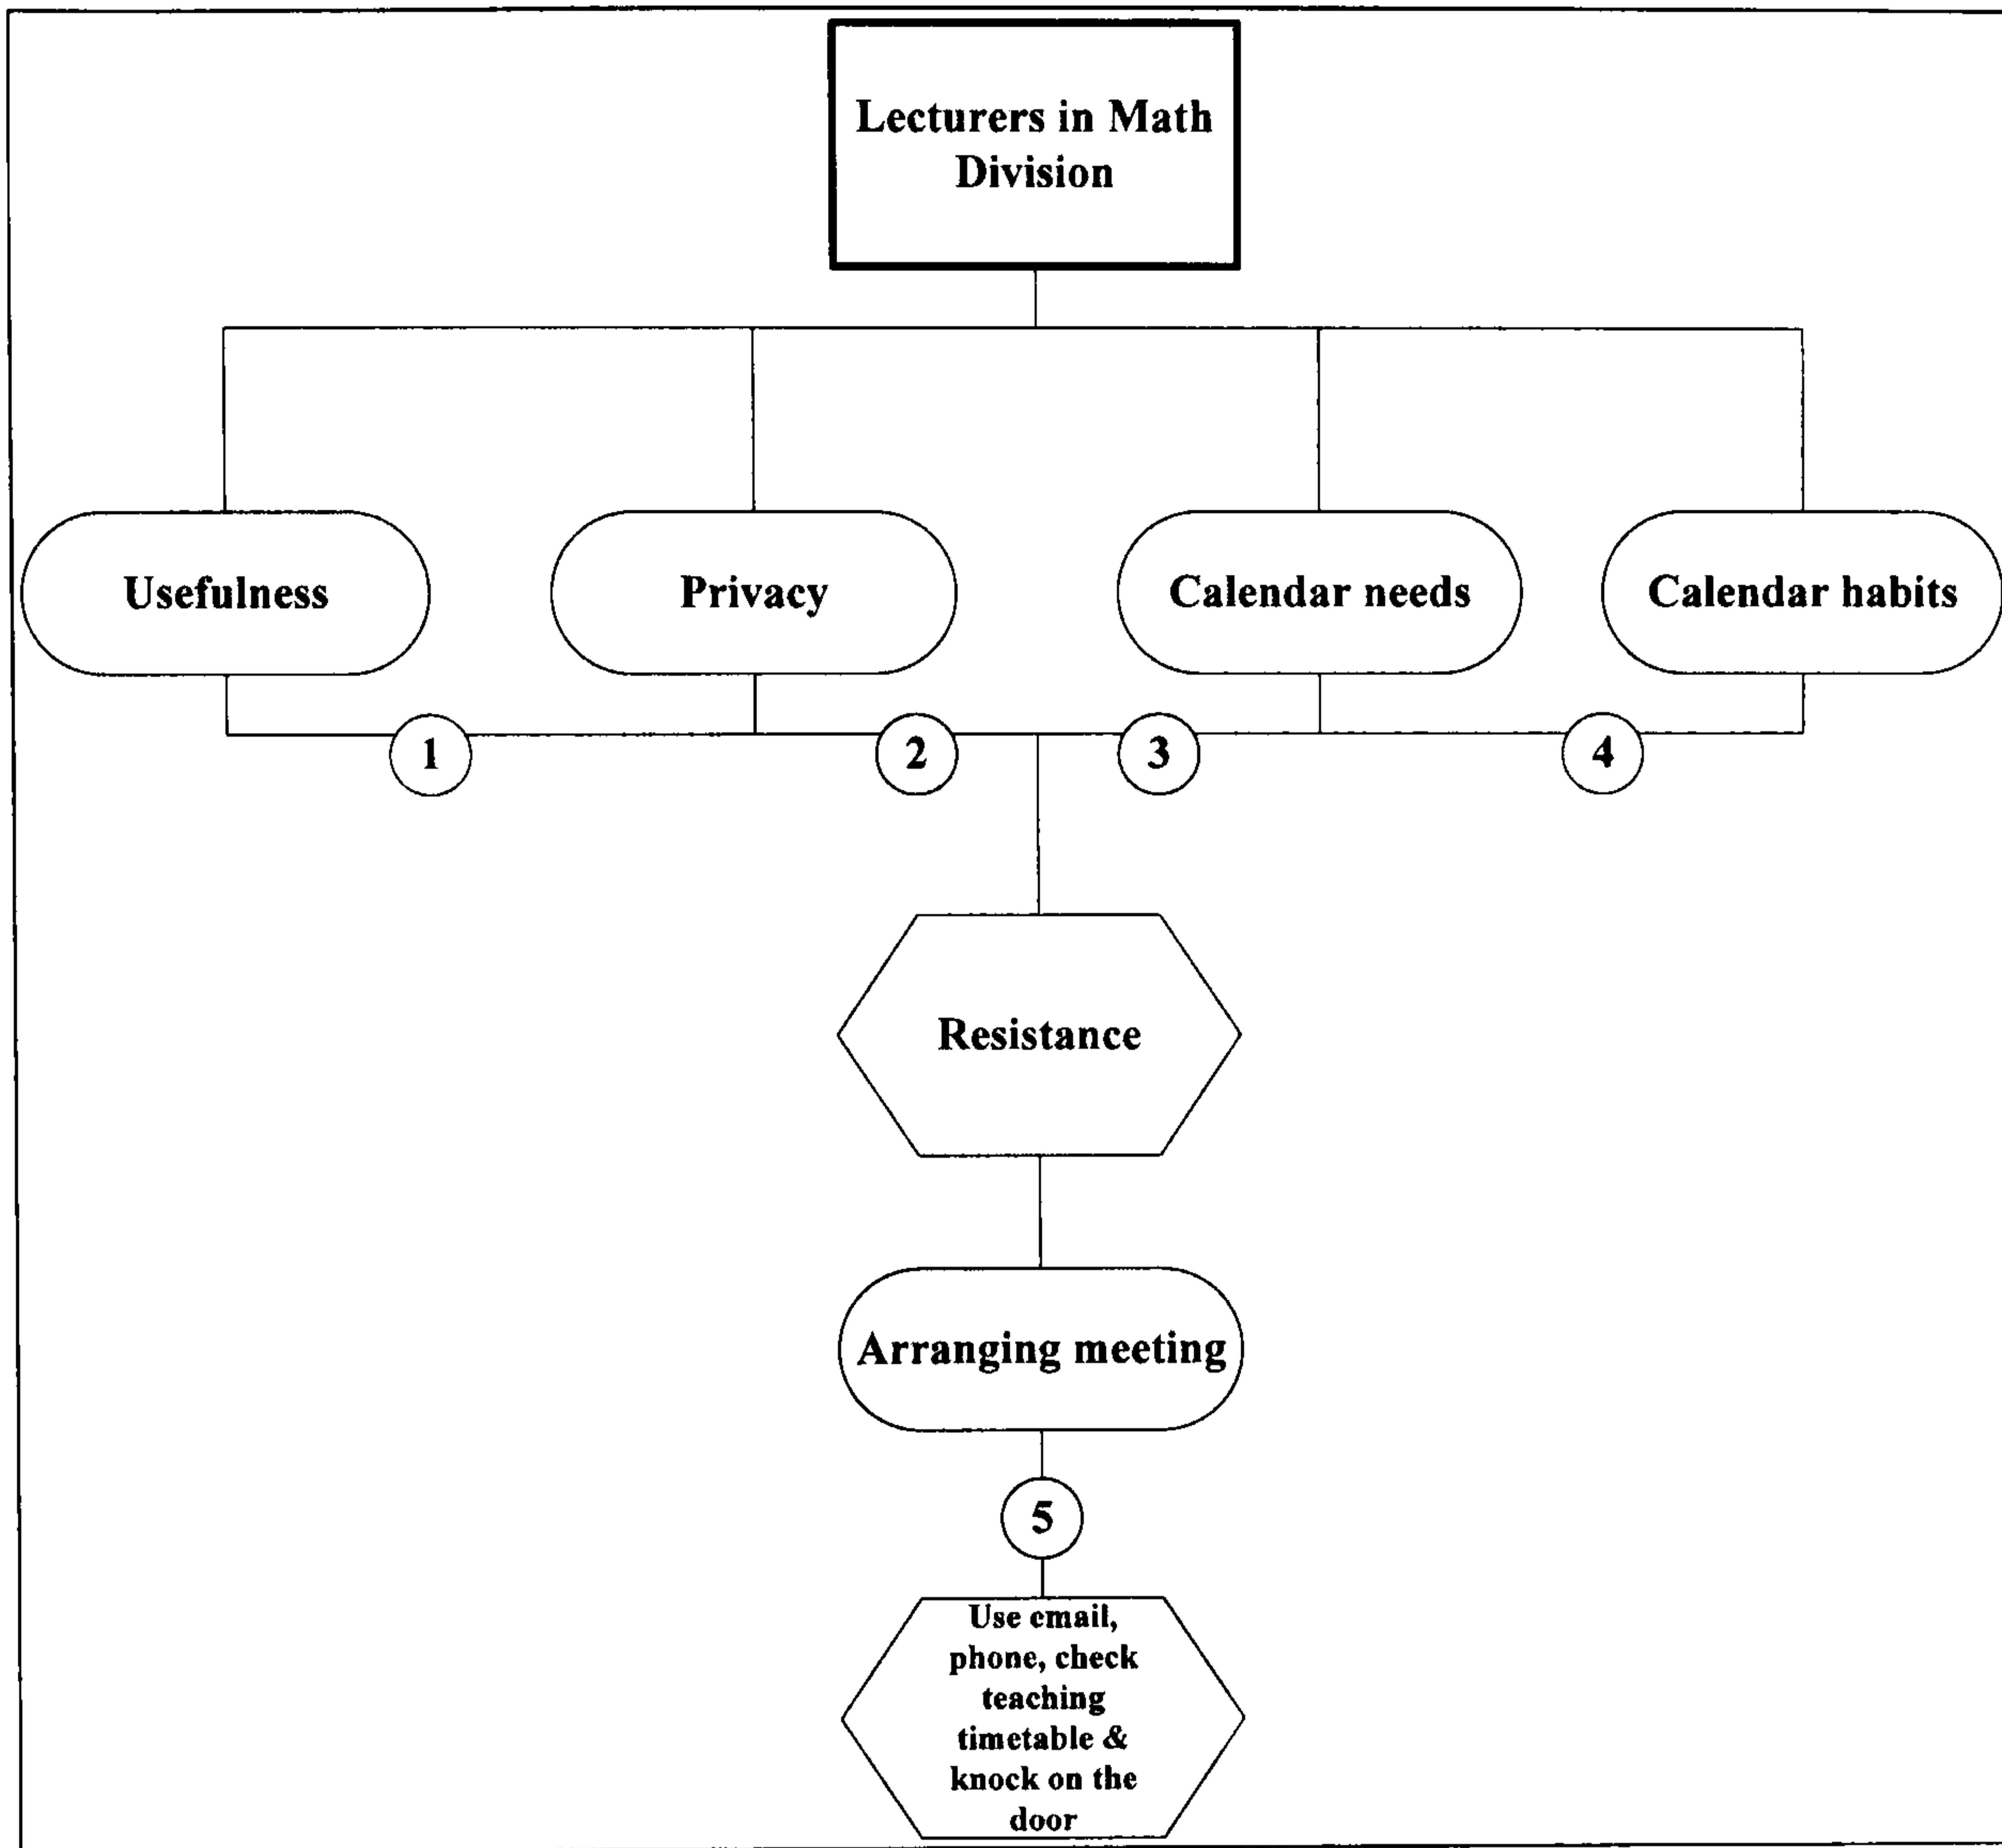 Lecturers in Math
Division
Usefulness
Privacy
Calendar needs
Calendar habits
1
2
3
4
Resistance
Arranging meeting
5
Use email,
phone, check
teaching
timetable &
knock on the
door